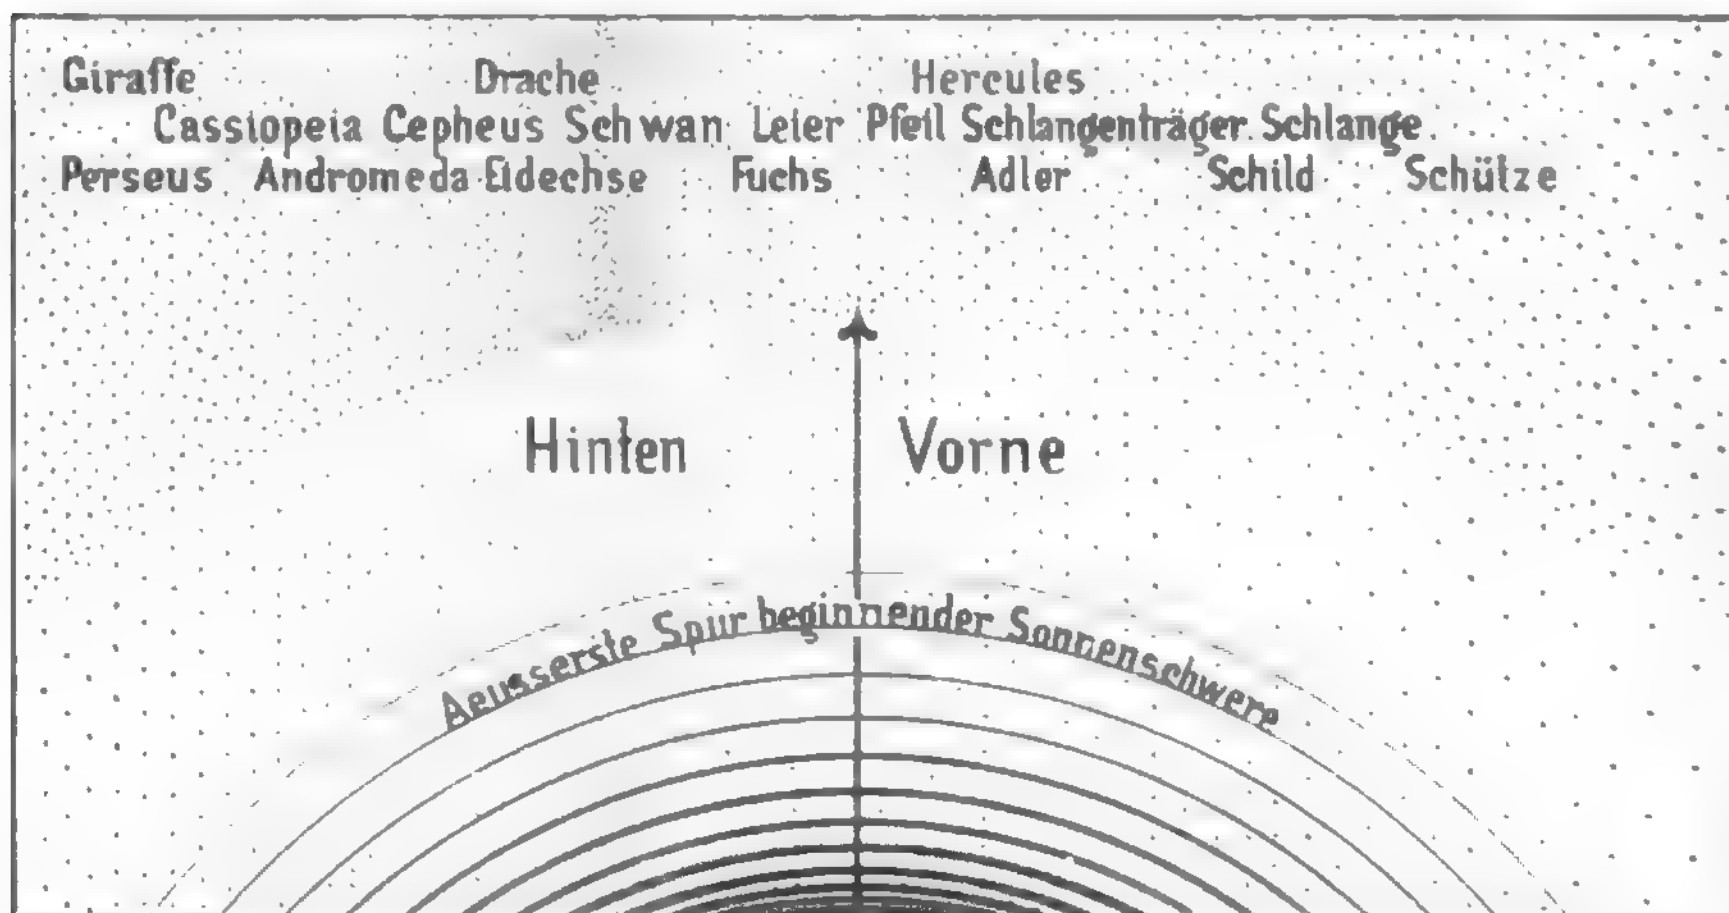 Giraffe Drache Hercules
Cassiopeia Cepheus Schwan Leier Pfeil Schlangenträger Schlange
Perseus Andromeda Eidechse Fuchs Adler Schild Schütze
Hinten Vorne
Aeusserste Spur beginnender Sonnenschwere